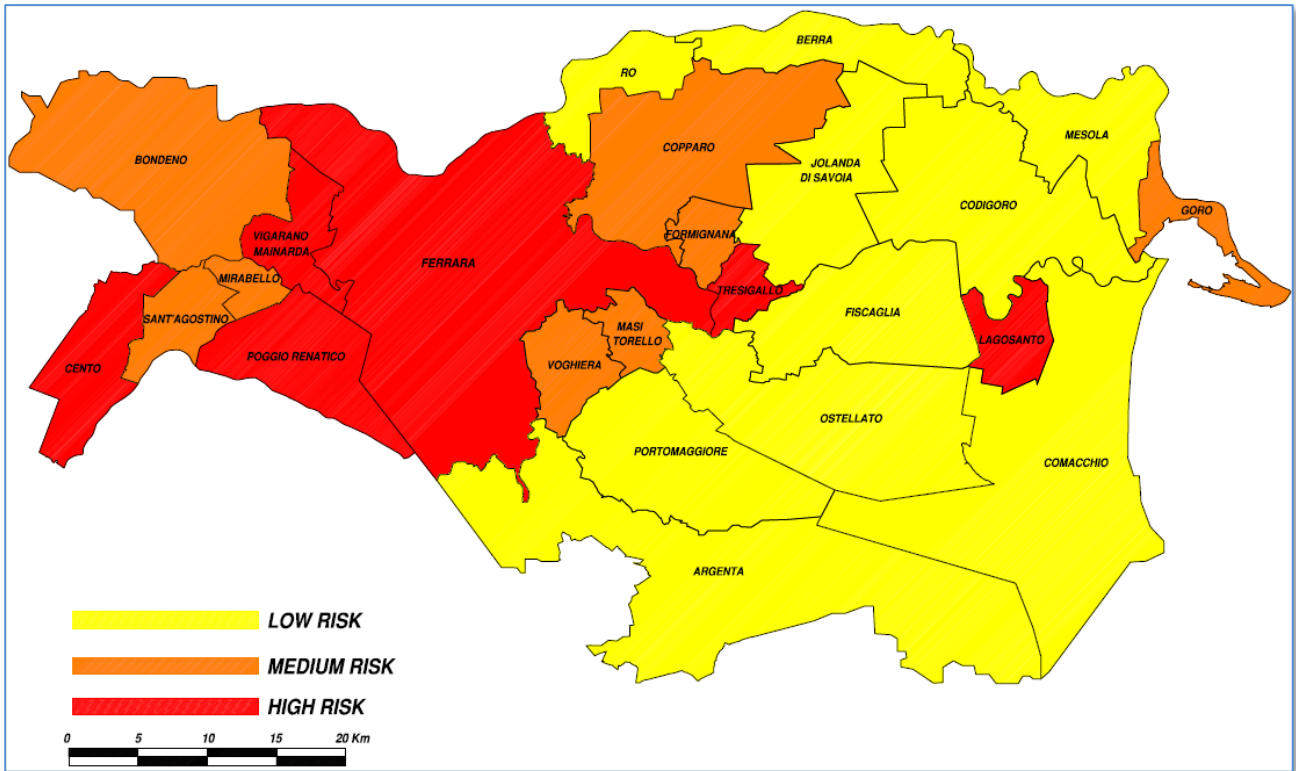 BERRA
RO
MESOLA
COPPARO
BONDENO
JOLANDA
DI SAVOIA
CODIGORO
GORO
FORMIGNANA
VIGARANO
MAINARDA
FERRARA
MIRABELLO
TRESIGALLO
SANT'AGOSTINO
FISCAGLIA
MASI
TORELLO
LAGOSANTO
POGGIO RENATICO
VOGHIERA
CENTO
OSTELLATO
PORTOMAGGIORE
COMACCHIO
ARGENTA
LOW RISK
MEDIUM RISK
HIGH RISK
0 5 10 15 20 Km